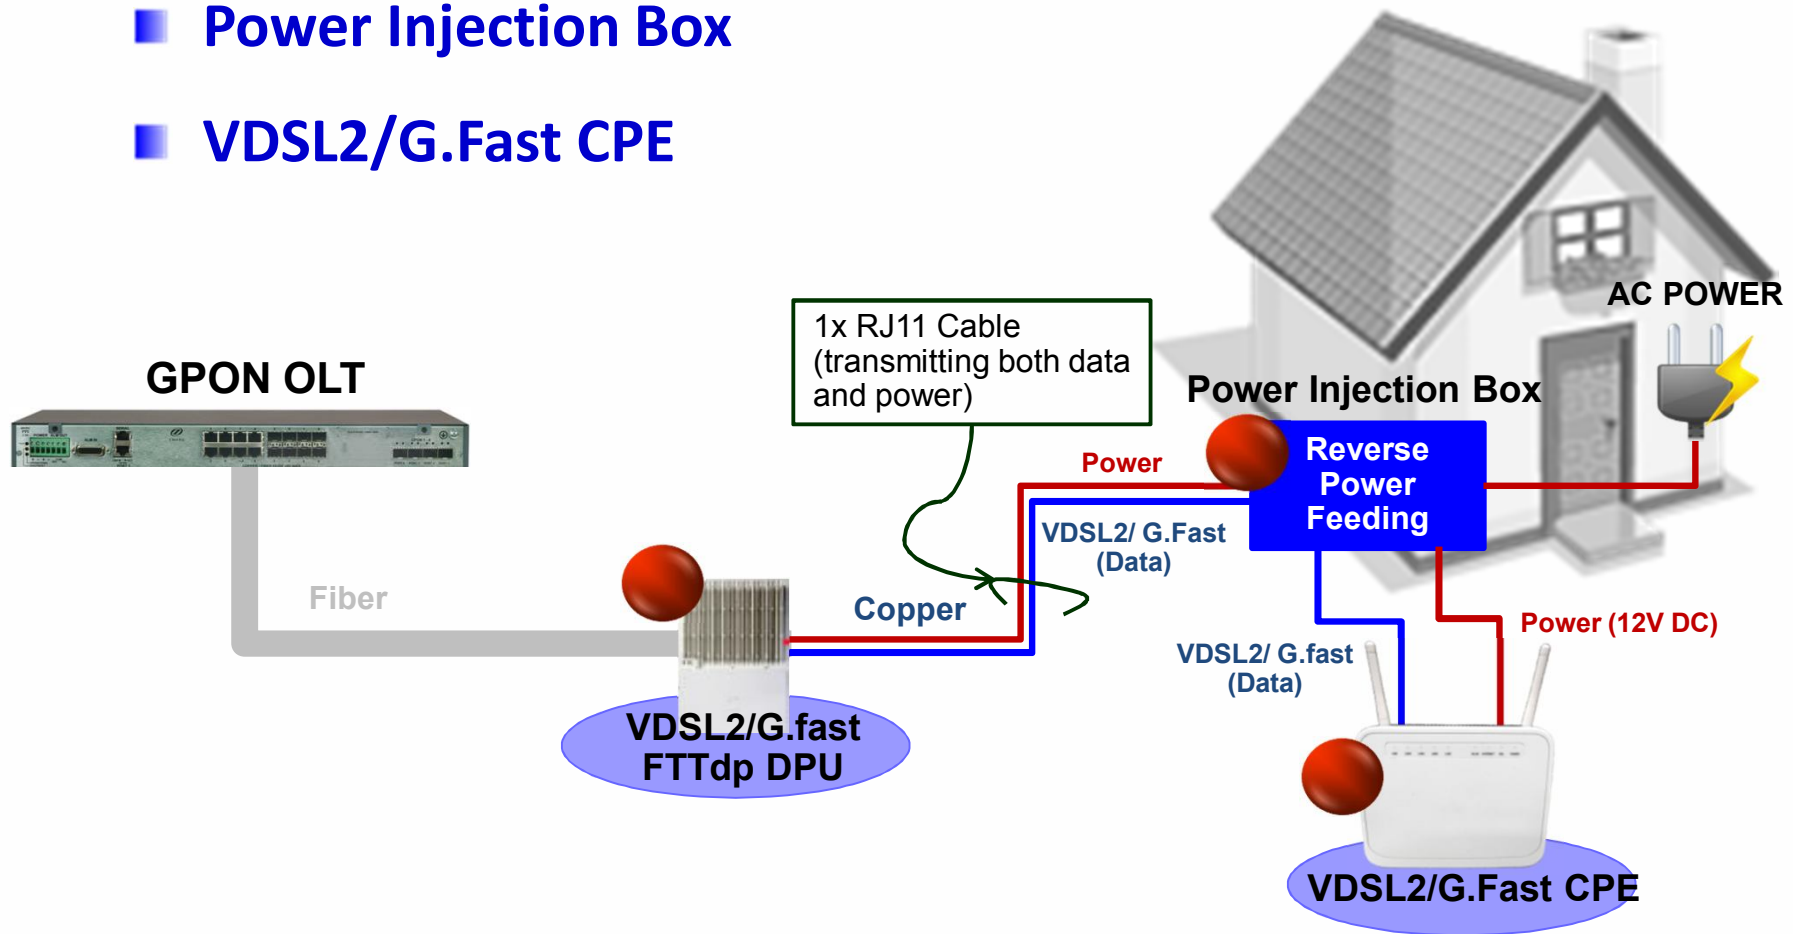 Power Injection Box
VDSL2/G.Fast CPE
AC POWER
1x RJ11 Cable
(transmitting both data
and power)
GPON OLT
Power Injection Box
Reverse
Power
Feeding
Power
VDSL2/ G.Fast
(Data)
Fiber
Copper
Power (12V DC)
VDSL2/ G.fast
(Data)
VDSL2/G.fast
FTTdp DPU
VDSL2/G.Fast CPE